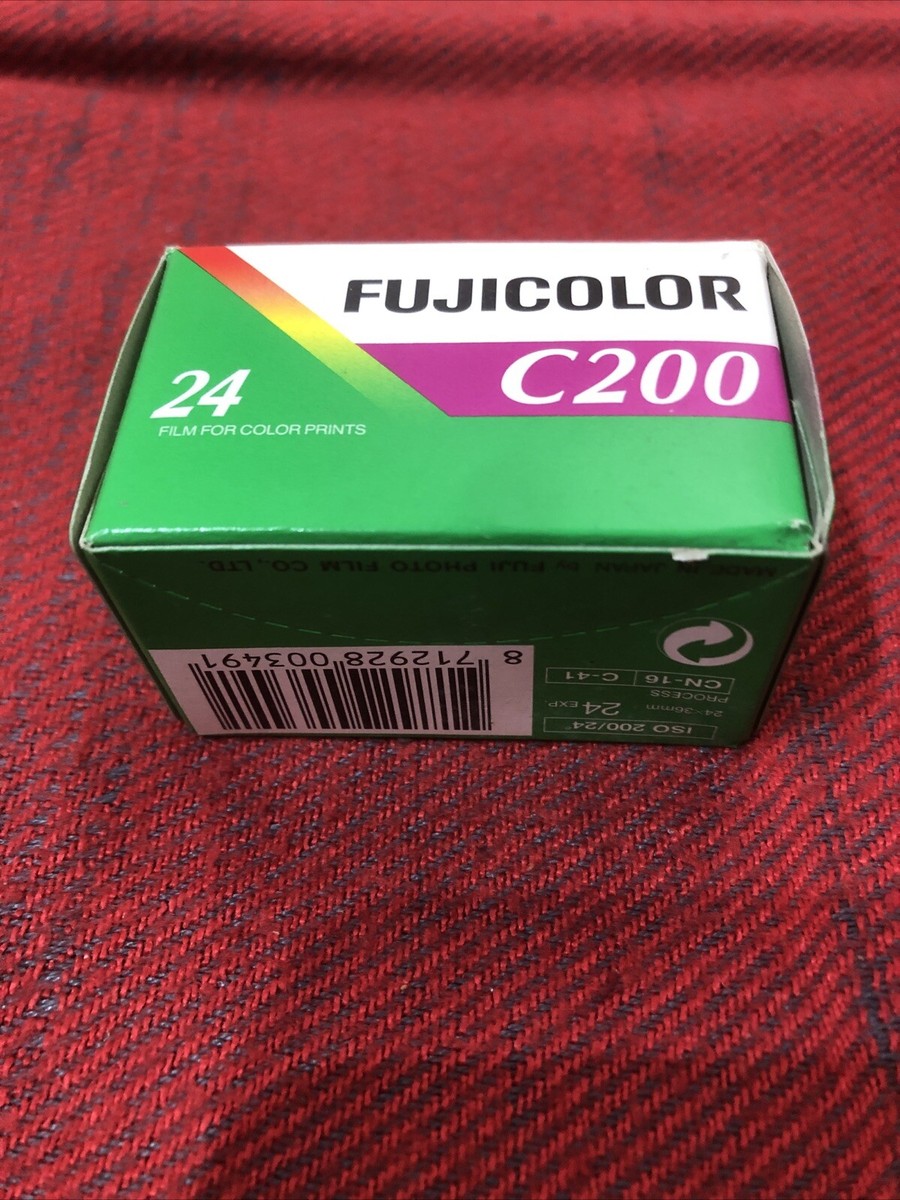 FUJICOLOR
C200
24
FILM FOR COLOR PRINTS
MADE IN JAPAN by FUJI PHOTO FILM CO., LTD.
ISO 200/24°
24-36mm 24 EXP
PROCESS
CN-16 C-41
8 712928 003491